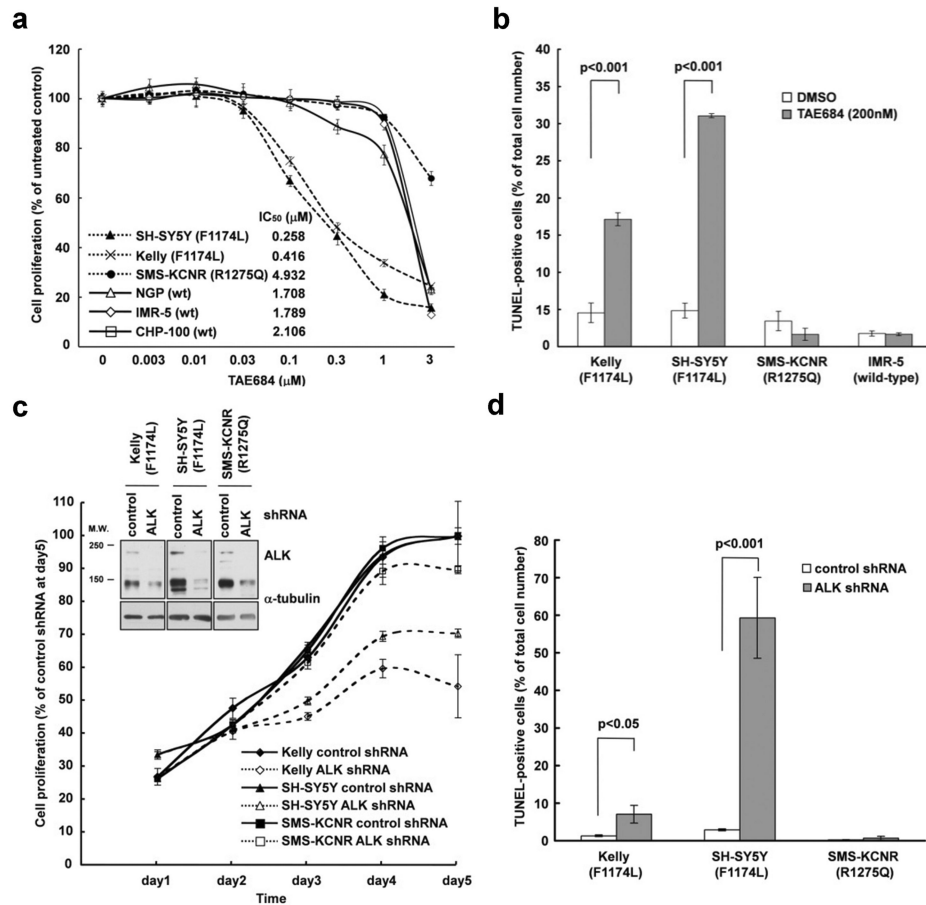 a
120
100
80
60
40
20
0
Cell proliferation (% of untreated control)
IC50 (µM)
SH-SY5Y (F1174L) 0.258
Kelly (F1174L) 0.416
SMS-KCNR (R1275Q) 4.932
NGP (wt) 1.708
IMR-5 (wt) 1.789
CHP-100 (wt) 2.106
0 0.003 0.01 0.03 0.1 0.3 1 3
TAE684 (µM)
b
TUNEL-positive cells (% of total cell number)
40
35
30
15
20
15
15
0
p<0.001
p<0.001
DMSO
TAE684 (200nM)
Kelly
(F1174L)
SH-SY5Y
(F1174L)
SMS-KCNR
(R1275Q)
IMR-5
(wild-type)
c
Kelly
(F1174L)
SH-SY5Y
(F1174L)
SMS-KCNR
(R1275Q)
control
ALK
control
ALK
control
ALK
shRNA
M.W.
250
150
ALK
α-tubulin
Cell proliferation (% of control shRNA at day5)
110
100
90
80
70
60
50
40
30
20
10
0
Kelly control shRNA
Kelly ALK shRNA
SH-SY5Y control shRNA
SH-SY5Y ALK shRNA
SMS-KCNR control shRNA
SMS-KCNR ALK shRNA
day1 day2 day3 day4 day5
Time
d
TUNEL-positive cells (% of total cell number)
80
70
60
50
40
30
20
10
0
p<0.05
p<0.001
control shRNA
ALK shRNA
Kelly
(F1174L)
SH-SY5Y
(F1174L)
SMS-KCNR
(R1275Q)